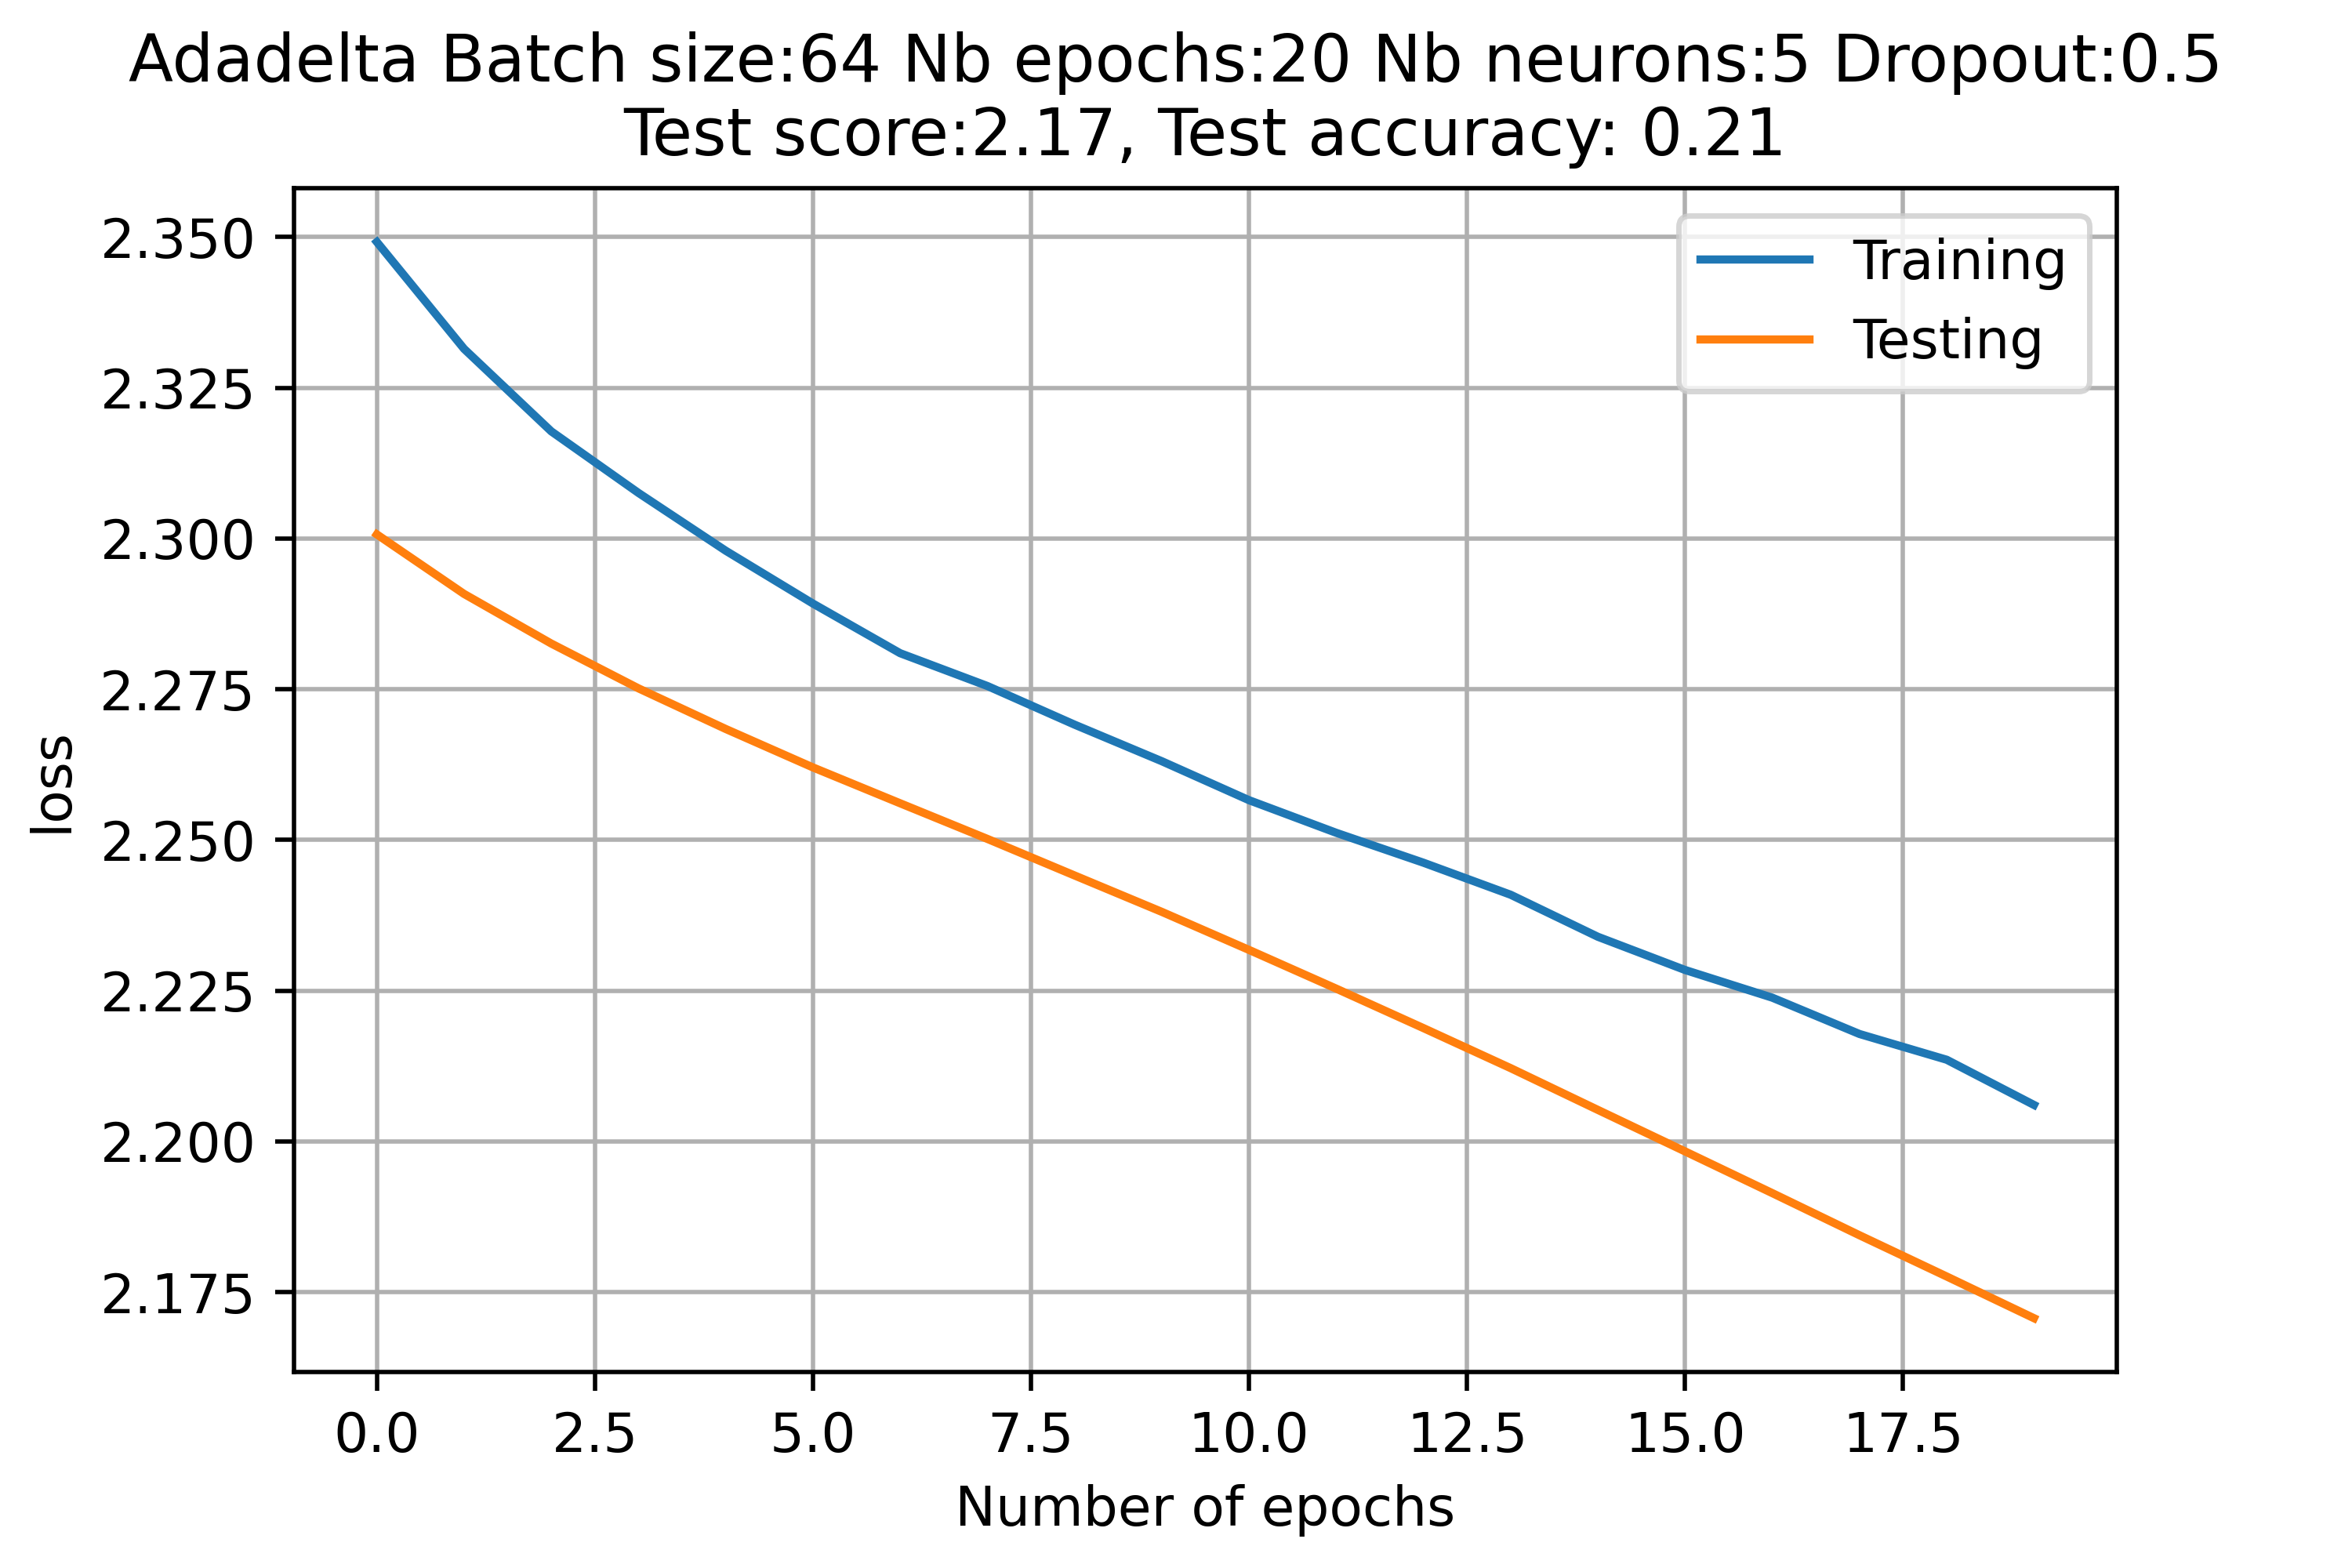 Adadelta Batch size:64 Nb epochs:20 Nb neurons:5 Dropout:0.5
Test score:2.17, Test accuracy: 0.21
2.350
2.325
2.300
2.275
2.250
2.225
2.200
2.175
loss
Training
Testing
0.0 2.5 5.0 7.5 10.0 12.5 15.0 17.5
Number of epochs